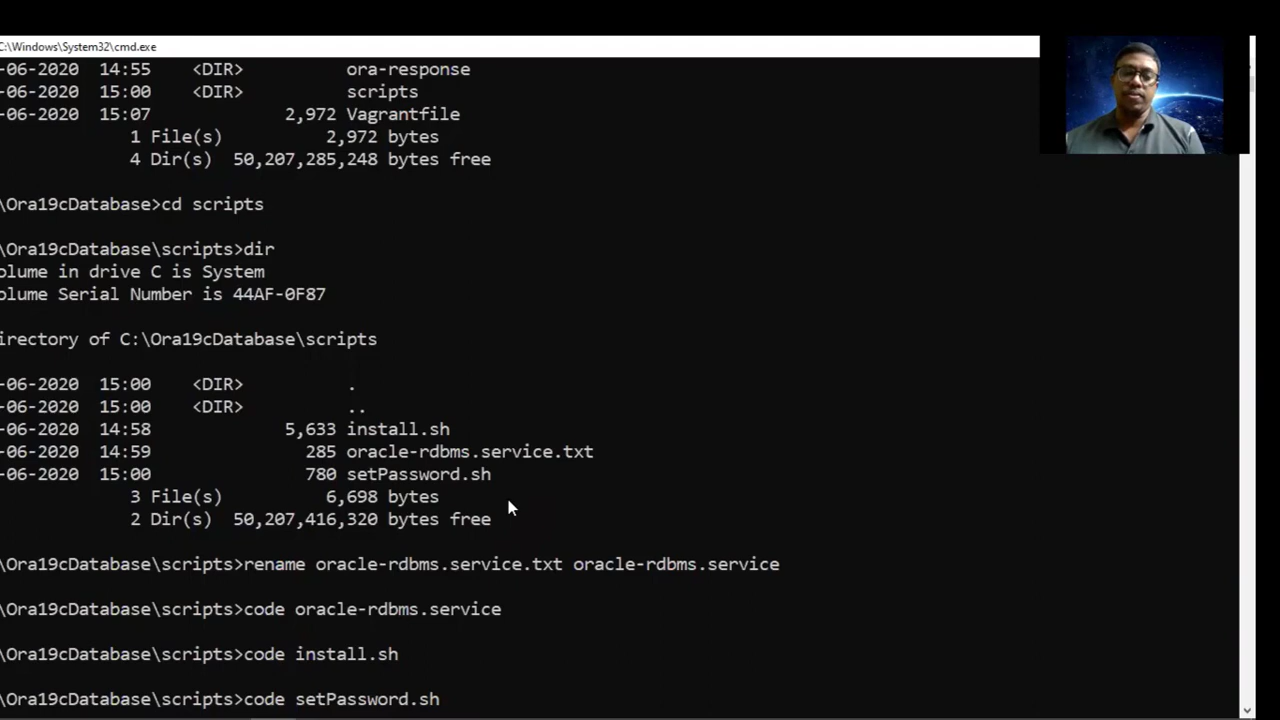 C:\Windows\System32\cmd.exe
-06-2020 14:55 <DIR> ora-response
-06-2020 15:00 <DIR> scripts
-06-2020 15:07 2,972 Vagrantfile
1 File(s) 2,972 bytes
4 Dir(s) 50,207,285,248 bytes free
\Ora19cDatabase>cd scripts
\Ora19cDatabase\scripts>dir
olume in drive C is System
olume Serial Number is 44AF-0F87
irectory of C:\Ora19cDatabase\scripts
-06-2020 15:00 <DIR> .
-06-2020 15:00 <DIR> ..
-06-2020 14:58 5,633 install.sh
-06-2020 14:59 285 oracle-rdbms.service.txt
-06-2020 15:00 780 setPassword.sh
3 File(s) 6,698 bytes
2 Dir(s) 50,207,416,320 bytes free
\Ora19cDatabase\scripts>rename oracle-rdbms.service.txt oracle-rdbms.service
\Ora19cDatabase\scripts>code oracle-rdbms.service
\Ora19cDatabase\scripts>code install.sh
\Ora19cDatabase\scripts>code setPassword.sh